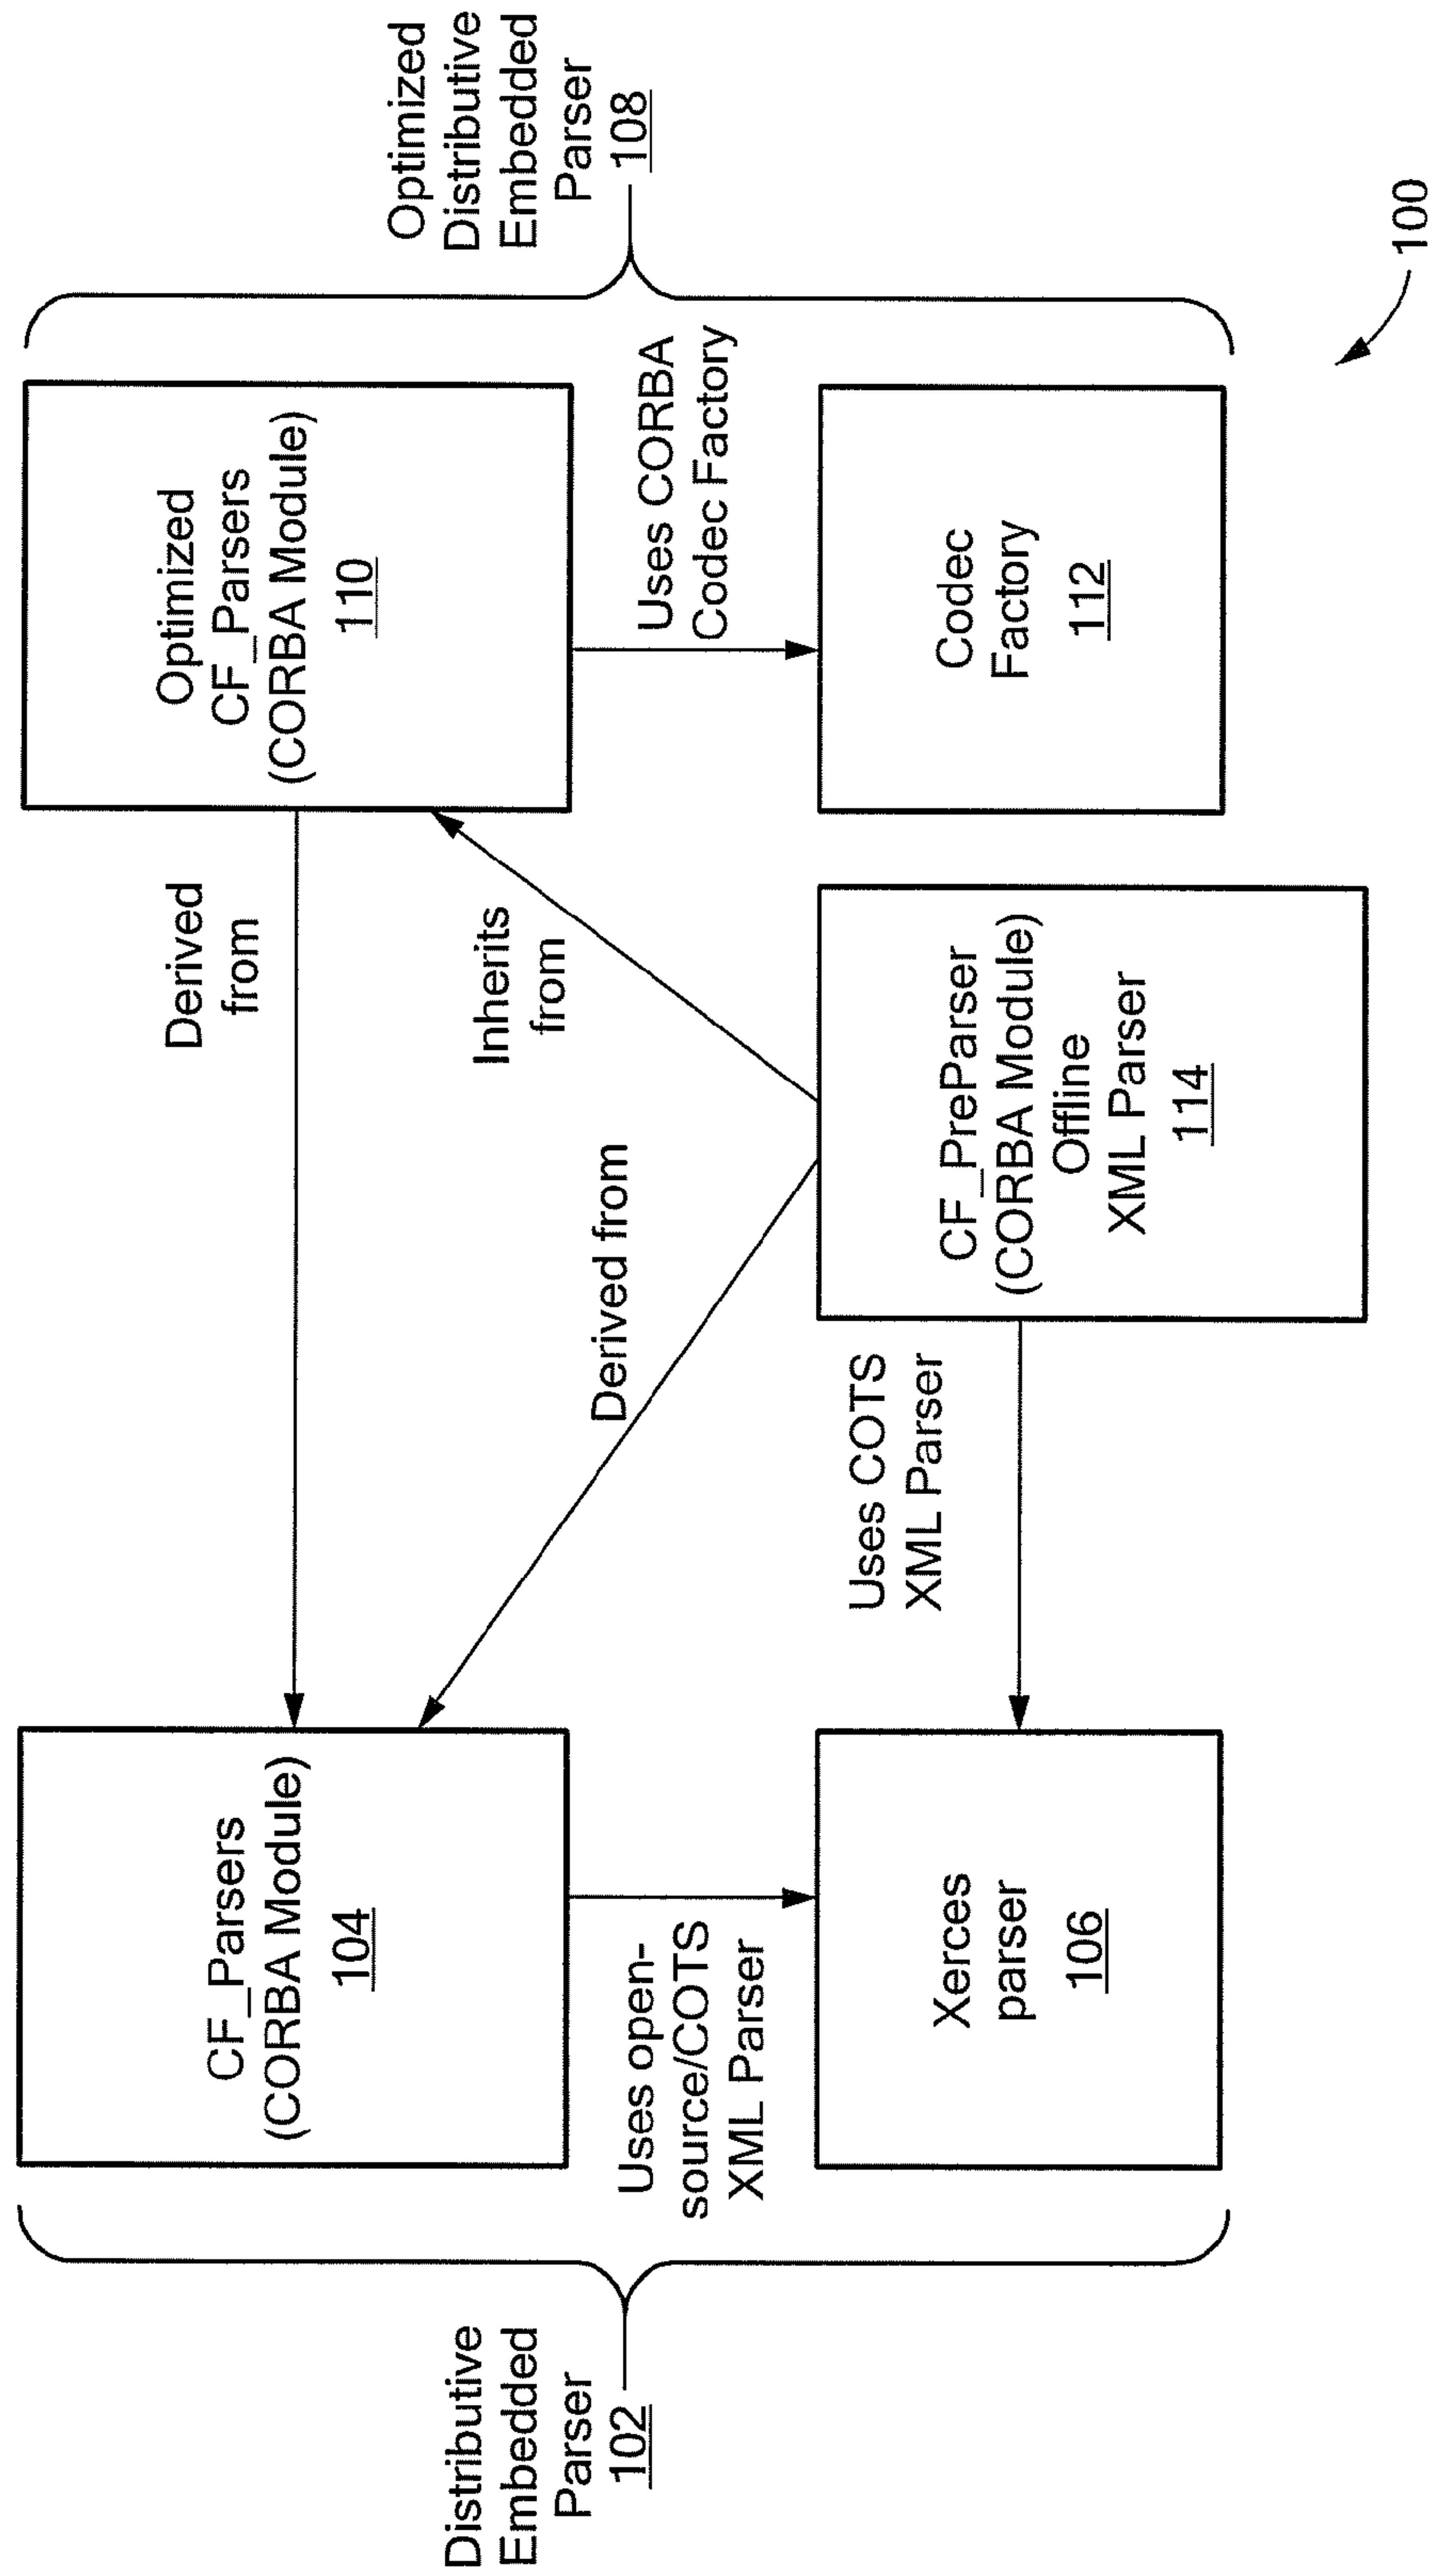 Distributive
Embedded
Parser
102
CF_Parsers
(CORBA Module)
104
Uses open-
source/COTS
XML Parser
Xerces
parser
106
Derived
from
Inherits
from
Derived from
Uses COTS
XML Parser
CF_PreParser
(CORBA Module)
Offline
XML Parser
114
Optimized
CF_Parsers
(CORBA Module)
110
Uses CORBA
Codec Factory
Codec
Factory
112
Optimized
Distributive
Embedded
Parser
108
100